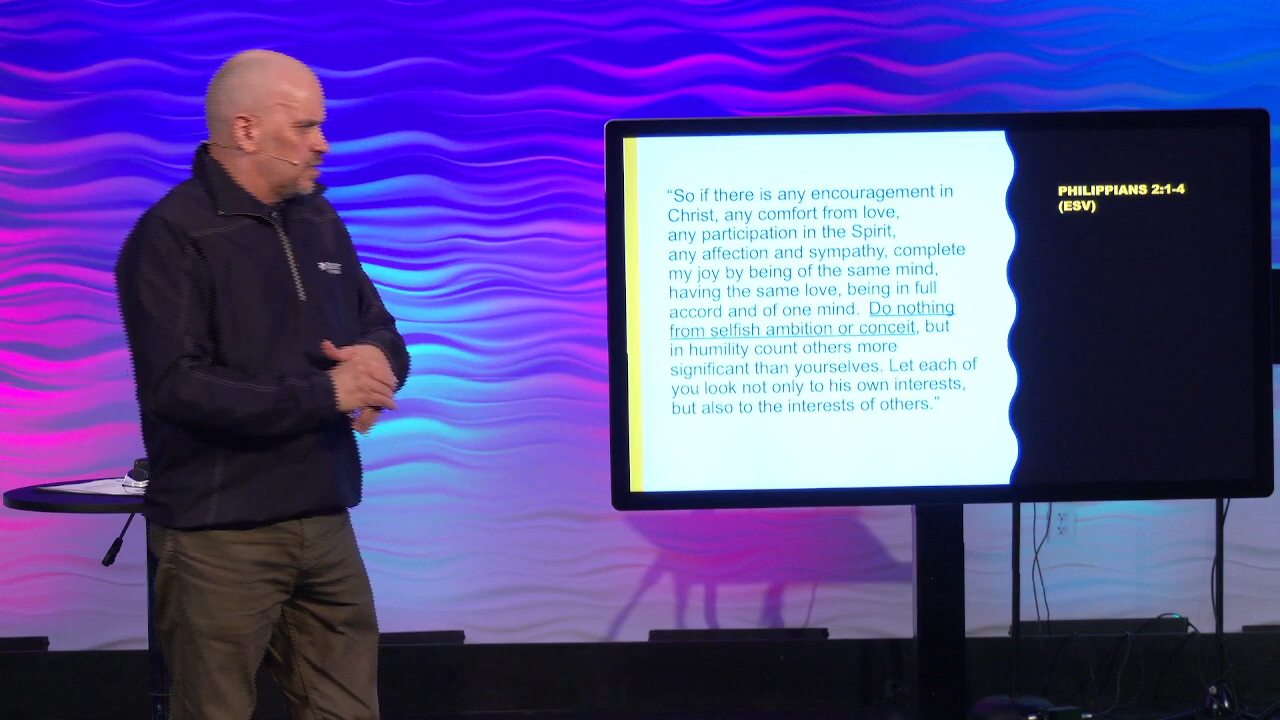 “So if there is any encouragement in
Christ, any comfort from love,
any participation in the Spirit,
any affection and sympathy, complete
my joy by being of the same mind,
having the same love, being in full
accord and of one mind.  Do nothing
from selfish ambition or conceit, but
in humility count others more
significant than yourselves. Let each of
you look not only to his own interests,
but also to the interests of others.”
PHILIPPIANS 2:1-4
(ESV)